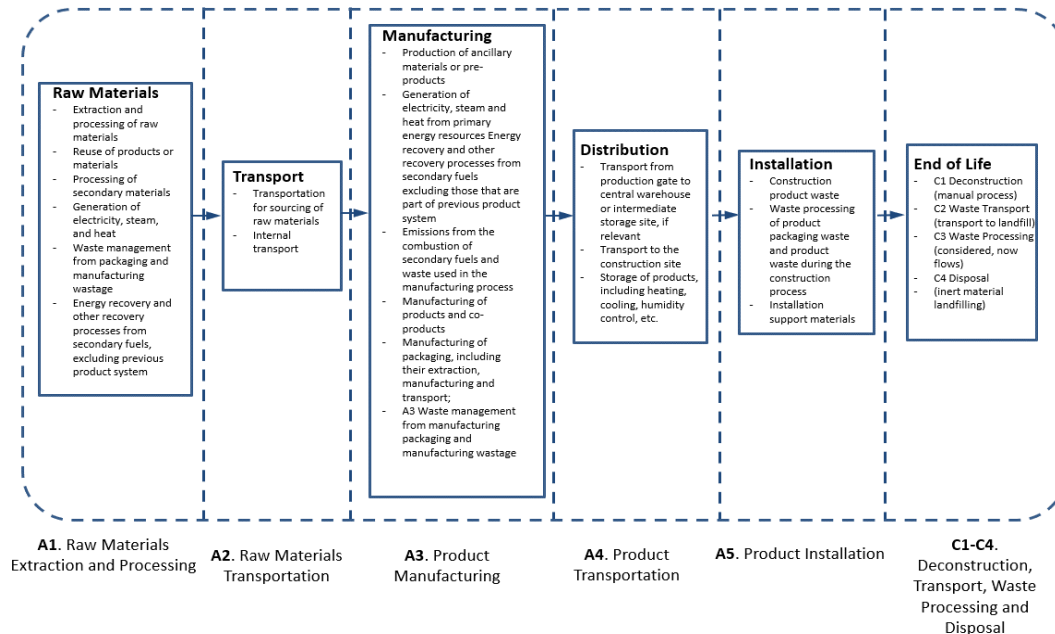 Raw Materials
- Extraction and
processing of raw
materials
- Reuse of products or
materials
- Processing of
secondary materials
- Generation of
electricity, steam,
and heat
- Waste management
from packaging and
manufacturing
wastage
- Energy recovery and
other recovery
processes from
secondary fuels,
excluding previous
product system
Transport
- Transportation
for sourcing of
raw materials
- Internal
transport
Manufacturing
- Production of ancillary
materials or pre-
products
- Generation of
electricity, steam and
heat from primary
energy resources Energy
recovery and other
recovery processes from
secondary fuels
excluding those that are
part of previous product
system
- Emissions from the
combustion of
secondary fuels and
waste used in the
manufacturing process
- Manufacturing of
products and co-
products
- Manufacturing of
packaging, including
their extraction,
manufacturing and
transport;
- A3 Waste management
from manufacturing
packaging and
manufacturing wastage
Distribution
- Transport from
production gate to
central warehouse
or intermediate
storage site, if
relevant
- Transport to the
construction site
- Storage of products,
including heating,
cooling, humidity
control, etc.
Installation
- Construction
product waste
- Waste processing
of product
packaging waste
and product
waste during the
construction
process
- Installation
support materials
End of Life
- C1 Deconstruction
(manual process)
- C2 Waste Transport
(transport to landfill)
- C3 Waste Processing
(considered, now
flows)
- C4 Disposal
- (inert material
landfilling)
A1. Raw Materials
Extraction and Processing
A2. Raw Materials
Transportation
A3. Product
Manufacturing
A4. Product
Transportation
A5. Product Installation
C1-C4.
Deconstruction,
Transport, Waste
Processing and
Disposal